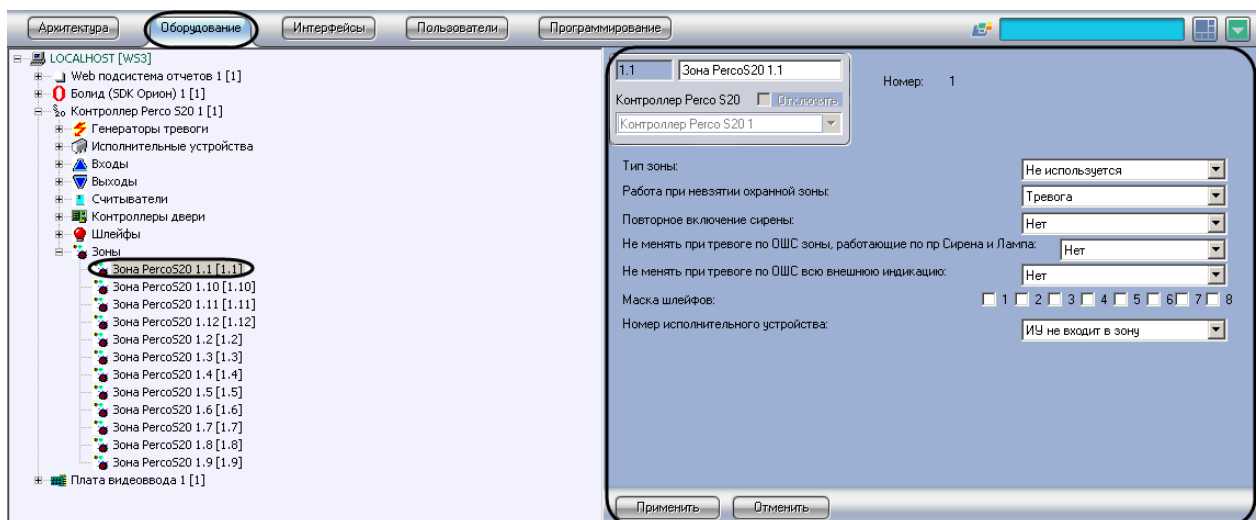 Архитектура Оборудование Интерфейсы Пользователи Программирование
LOCALHOST [WS3]
Web подсистема отчетов 1 [1]
Болид (SDK Орион) 1 [1]
Контроллер Perco S20 1 [1]
Генераторы тревоги
Исполнительные устройства
Входы
Выходы
Считыватели
Контроллеры двери
Шлейфы
Зоны
Зона PercoS20 1.1 [1.1]
Зона PercoS20 1.10 [1.10]
Зона PercoS20 1.11 [1.11]
Зона PercoS20 1.12 [1.12]
Зона PercoS20 1.2 [1.2]
Зона PercoS20 1.3 [1.3]
Зона PercoS20 1.4 [1.4]
Зона PercoS20 1.5 [1.5]
Зона PercoS20 1.6 [1.6]
Зона PercoS20 1.7 [1.7]
Зона PercoS20 1.8 [1.8]
Зона PercoS20 1.9 [1.9]
Плата видеоввода 1 [1]
1.1 Зона PercoS20 1.1
Номер: 1
Контроллер Perco S20 Отключить
Контроллер Perco S20 1
Тип зоны: Не используется
Работа при невзятии охранной зоны: Тревога
Повторное включение сирены: Нет
Не менять при тревоге по ОШС зоны, работающие по пр Сирена и Лампа: Нет
Не менять при тревоге по ОШС всю внешнюю индикацию: Нет
Маска шлейфов: 1 2 3 4 5 6 7 8
Номер исполнительного устройства: ИУ не входит в зону
Применить Отменить